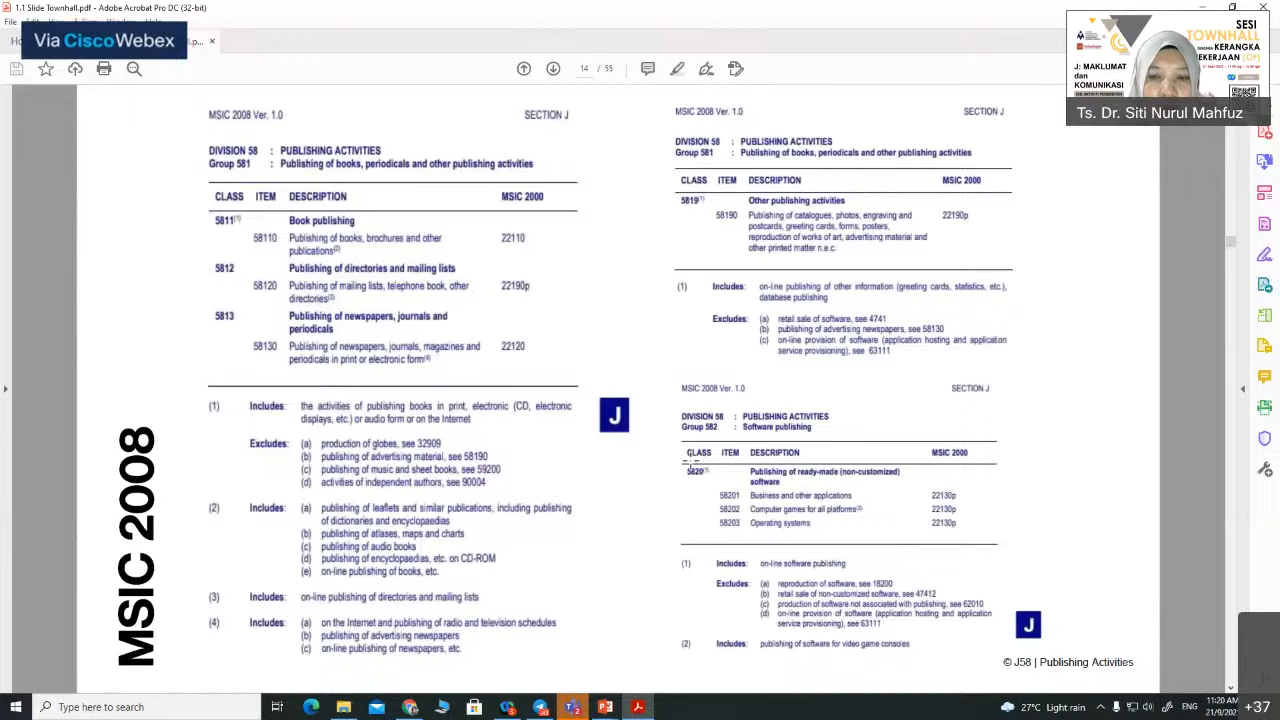 1.1 Slide Townhall.pdf - Adobe Acrobat Pro DC (32-bit)
Via CiscoWebex
14 / 55
SESI
TOWNHALL
KERANGKA
PEKERJAAN (OF)
J: MAKLUMAT
dan
KOMUNIKASI
Ts. Dr. Siti Nurul Mahfuz
MSIC 2008
MSIC 2008 Ver. 1.0 SECTION J
DIVISION 58 : PUBLISHING ACTIVITIES
Group 581 : Publishing of books, periodicals and other publishing activities
CLASS ITEM DESCRIPTION MSIC 2000
5811(1) Book publishing
58110 Publishing of books, brochures and other 22110
publications(2)
5812 Publishing of directories and mailing lists
58120 Publishing of mailing lists, telephone book, other 22190p
directories(3)
5813 Publishing of newspapers, journals and
periodicals
58130 Publishing of newspapers, journals, magazines and 22120
periodicals in print or electronic form(4)
(1) Includes: the activities of publishing books in print, electronic (CD, electronic
displays, etc.) or audio form or on the Internet
Excludes: (a) production of globes, see 32909
(b) publishing of advertising material, see 58190
(c) publishing of music and sheet books, see 59200
(d) activities of independent authors, see 90004
(2) Includes: (a) publishing of leaflets and similar publications, including publishing
of dictionaries and encyclopaedias
(b) publishing of atlases, maps and charts
(c) publishing of audio books
(d) publishing of encyclopaedias, etc. on CD-ROM
(e) on-line publishing of books, etc.
(3) Includes: on-line publishing of directories and mailing lists
(4) Includes: (a) on the Internet and publishing of radio and television schedules
(b) publishing of advertising newspapers
(c) on-line publishing of newspapers, etc.
J
MSIC 2008 Ver. 1.0 SECTION J
DIVISION 58 : PUBLISHING ACTIVITIES
Group 581 : Publishing of books, periodicals and other publishing activities
CLASS ITEM DESCRIPTION MSIC 2000
5819(1) Other publishing activities
58190 Publishing of catalogues, photos, engraving and 22190p
postcards, greeting cards, forms, posters,
reproduction of works of art, advertising material and
other printed matter n.e.c.
(1) Includes: on-line publishing of other information (greeting cards, statistics, etc.),
database publishing
Excludes: (a) retail sale of software, see 4741
(b) publishing of advertising newspapers, see 58130
(c) on-line provision of software (application hosting and application
service provisioning), see 63111
MSIC 2008 Ver. 1.0 SECTION J
DIVISION 58 : PUBLISHING ACTIVITIES
Group 582 : Software publishing
CLASS ITEM DESCRIPTION MSIC 2000
5820(1) Publishing of ready-made (non-customized)
software
58201 Business and other applications 22130p
58202 Computer games for all platforms(2) 22130p
58203 Operating systems 22130p
(1) Includes: on-line software publishing
Excludes: (a) reproduction of software, see 18200
(b) retail sale of non-customized software, see 47412
(c) production of software not associated with publishing, see 62010
(d) on-line provision of software (application hosting and application
service provisioning), see 63111
(2) Includes: publishing of software for video game consoles
J
© J58 | Publishing Activities
Type here to search
27°C Light rain
ENG
11:20 AM
+37